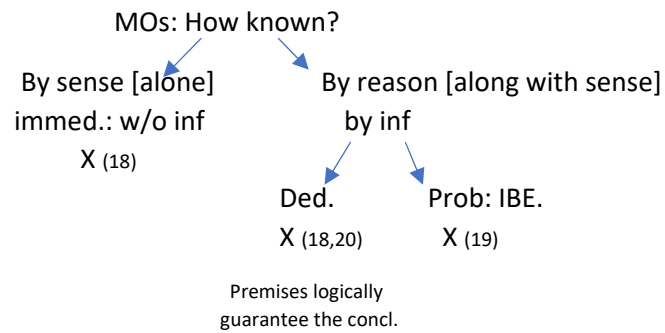 MOs: How known?
By sense [alone]
immed.: w/o inf
X (18)
By reason [along with sense]
by inf
Ded.
X (18,20)
Prob: IBE.
X (19)
Premises logically
guarantee the concl.